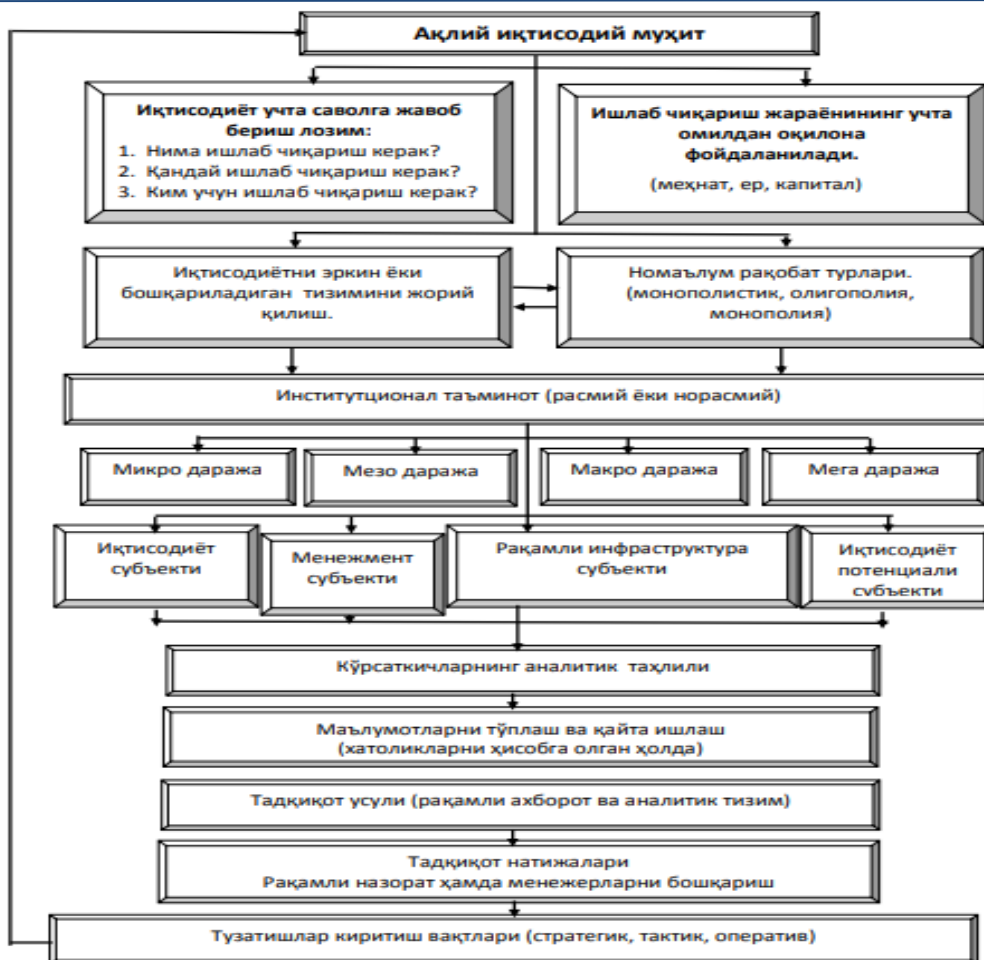 Ақлий иқтисодий муҳит
Иқтисодиёт учта саволга жавоб
бериш лозим:
1. Нима ишлаб чиқариш керак?
2. Қандай ишлаб чиқариш керак?
3. Ким учун ишлаб чиқариш керак?
Ишлаб чиқариш жараёнининг учта
омилдан оқилона
фойдаланилади.
(меҳнат, ер, капитал)
Иқтисодиётни эркин ёки
бошқариладиган тизимини жорий
қилиш.
Номаълум рақобат турлари.
(монополистик, олигополия,
монополия)
Институтционал таъминот (расмий ёки норасмий)
Микро даража
Мезо даража
Макро даража
Мега даража
Иқтисодиёт
субъекти
Менежмент
субъекти
Рақамли инфраструктура
субъекти
Иқтисодиёт
потенциали
субъекти
Кўрсаткичларнинг аналитик таҳлили
Маълумотларни тўплаш ва қайта ишлаш
(хатоликларни ҳисобга олган ҳолда)
Тадқиқот усули (рақамли ахборот ва аналитик тизим)
Тадқиқот натижалари
Рақамли назорат ҳамда менежерларни бошқариш
Тузатишлар киритиш вақтлари (стратегик, тактик, оператив)